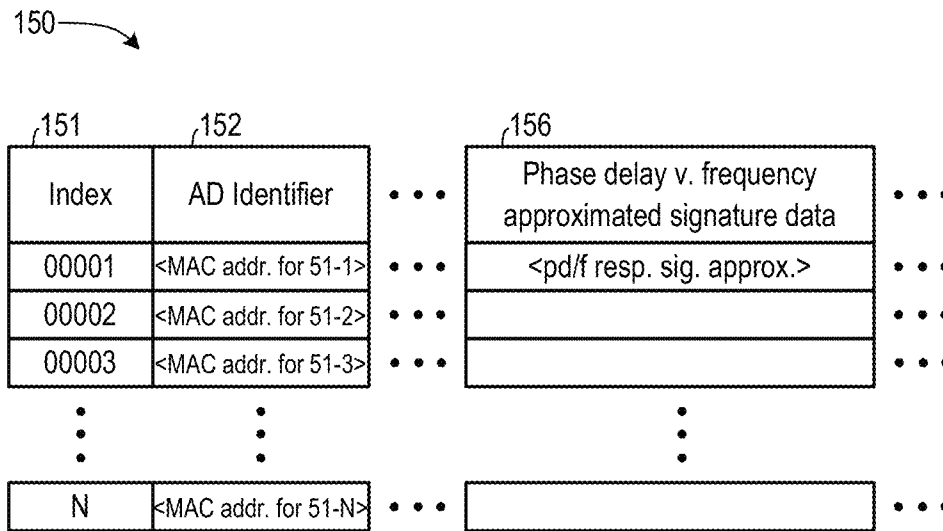 150
151
152
156
Index
AD Identifier
Phase delay v. frequency
approximated signature data
00001
<MAC addr. for 51-1>
<pd/f resp. sig. approx.>
00002
<MAC addr. for 51-2>
00003
<MAC addr. for 51-3>
N
<MAC addr. for 51-N>